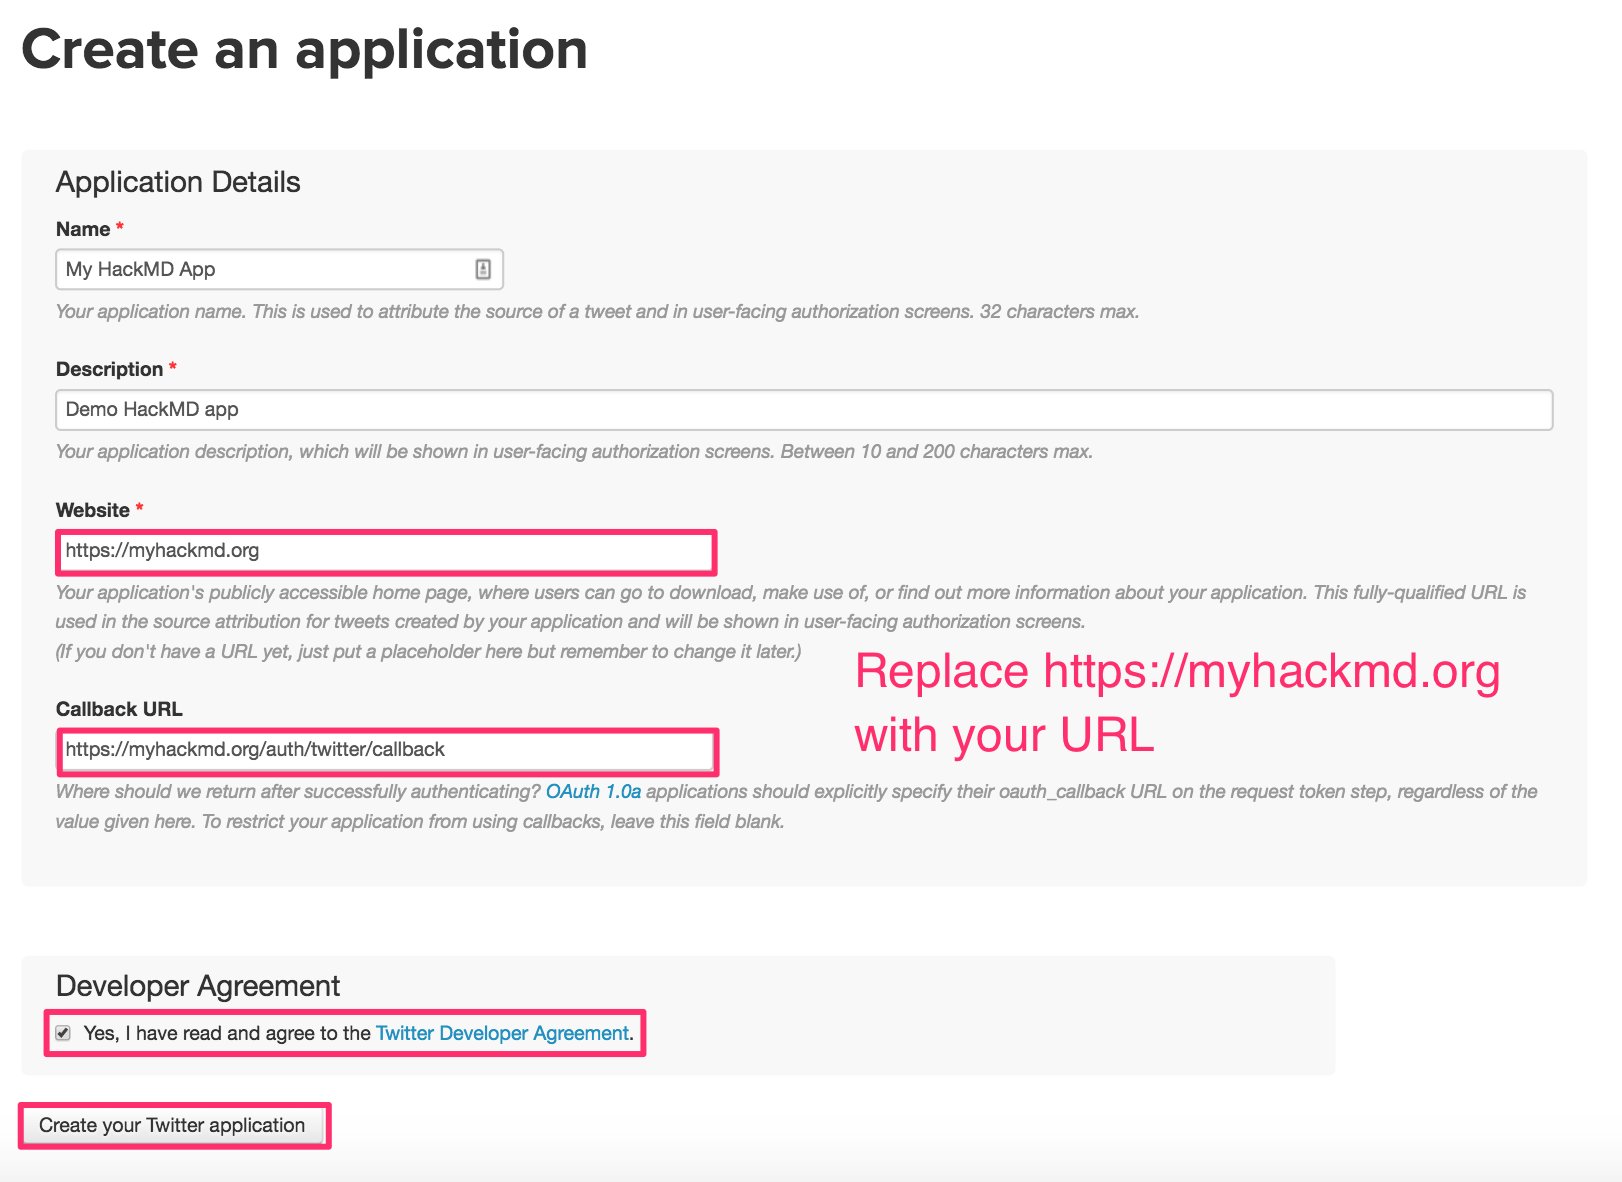 Create an application
Application Details
Name *
My HackMD App
Your application name. This is used to attribute the source of a tweet and in user-facing authorization screens. 32 characters max.
Description *
Demo HackMD app
Your application description, which will be shown in user-facing authorization screens. Between 10 and 200 characters max.
Website *
https://myhackmd.org
Your application's publicly accessible home page, where users can go to download, make use of, or find out more information about your application. This fully-qualified URL is
used in the source attribution for tweets created by your application and will be shown in user-facing authorization screens.
(If you don't have a URL yet, just put a placeholder here but remember to change it later.)
Replace https://myhackmd.org
with your URL
Callback URL
https://myhackmd.org/auth/twitter/callback
Where should we return after successfully authenticating? OAuth 1.0a applications should explicitly specify their oauth_callback URL on the request token step, regardless of the
value given here. To restrict your application from using callbacks, leave this field blank.
Developer Agreement
Yes, I have read and agree to the Twitter Developer Agreement.
Create your Twitter application